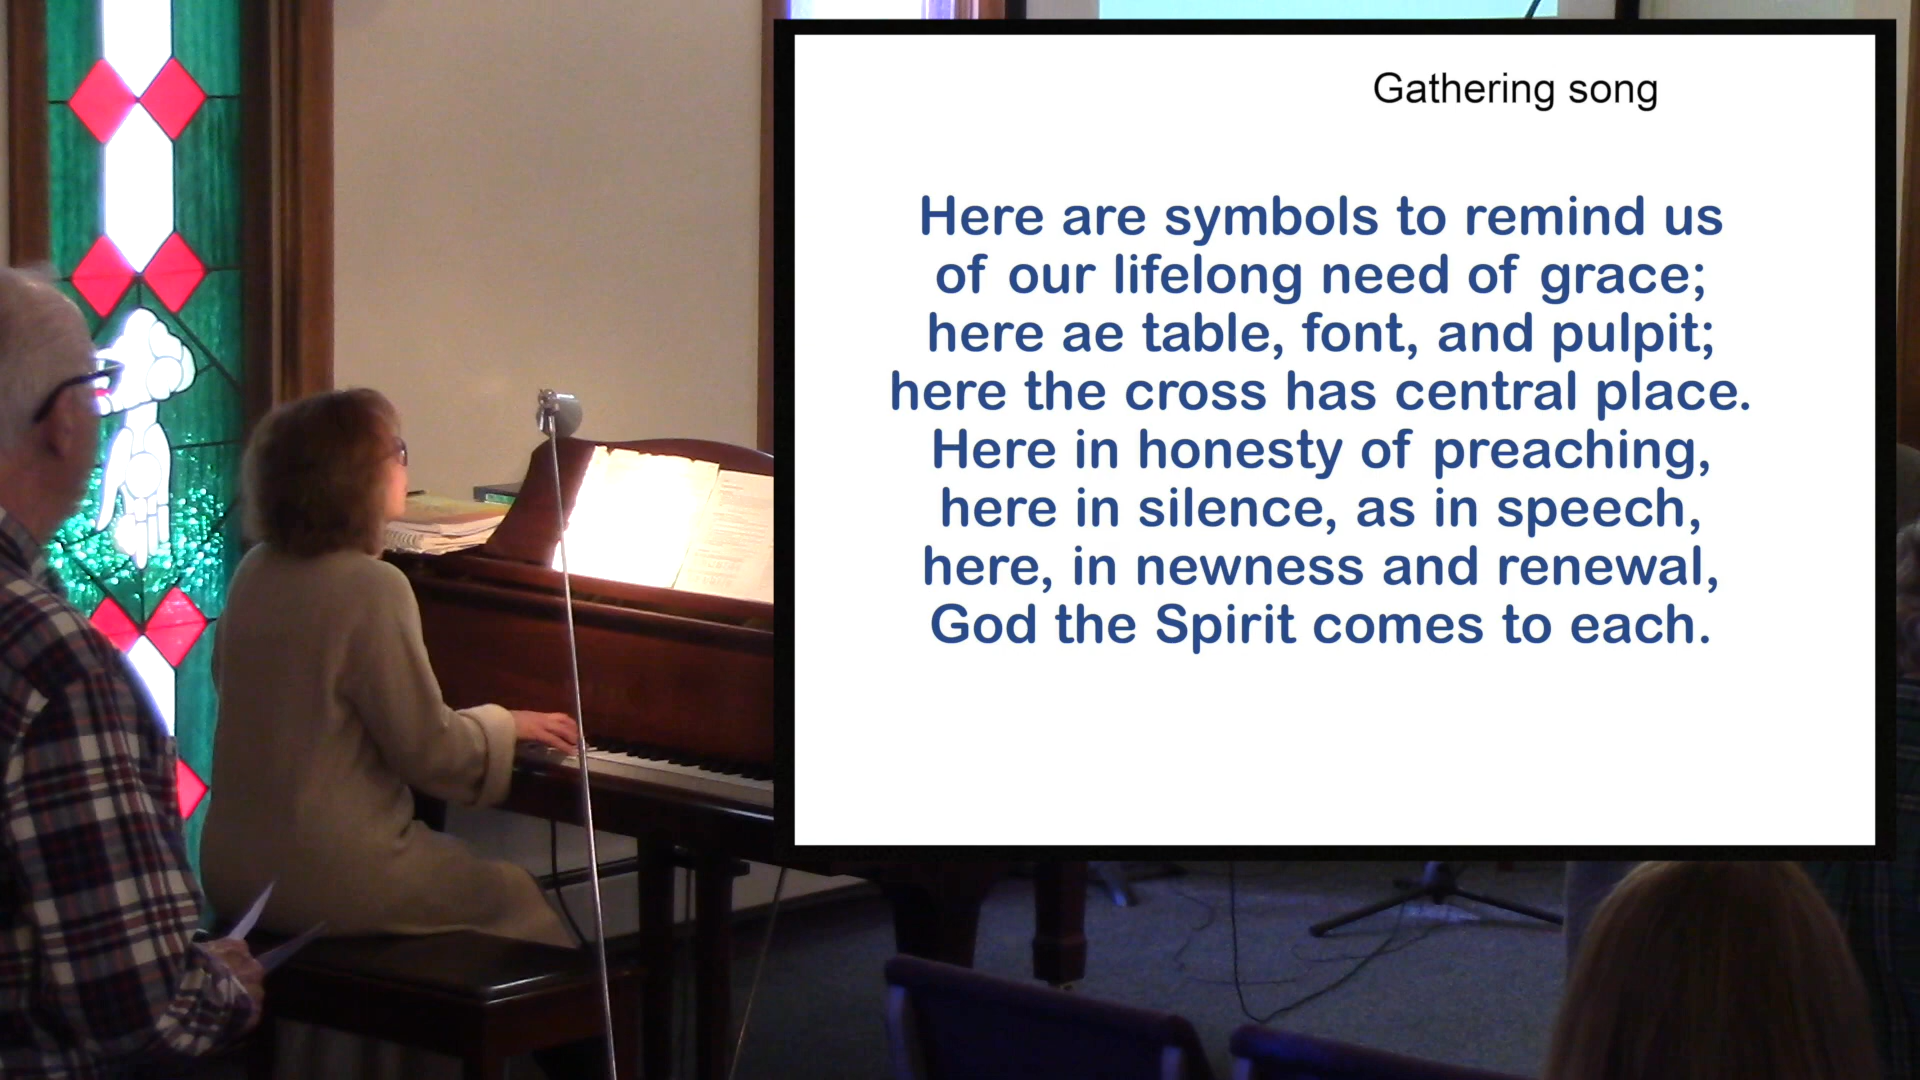 Gathering song
Here are symbols to remind us
of our lifelong need of grace;
here ae table, font, and pulpit;
here the cross has central place.
Here in honesty of preaching,
here in silence, as in speech,
here, in newness and renewal,
God the Spirit comes to each.